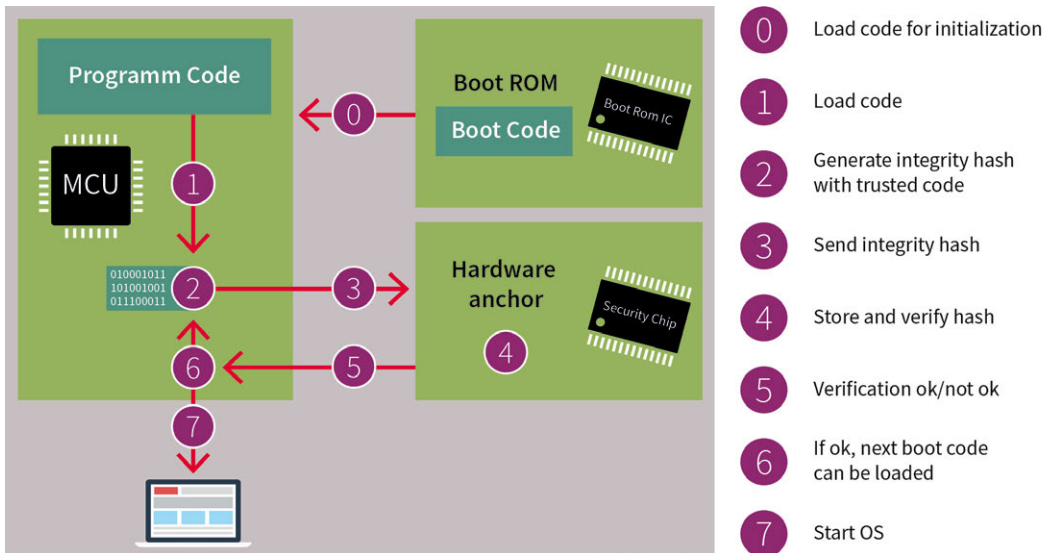 Programm Code
MCU
1
010001011
101001001
011100011
2
3
6
5
7
0
Boot ROM
Boot Code
Boot Rom IC
Hardware
anchor
4
Security Chip
0
Load code for initialization
1
Load code
2
Generate integrity hash
with trusted code
3
Send integrity hash
4
Store and verify hash
5
Verification ok/not ok
6
If ok, next boot code
can be loaded
7
Start OS